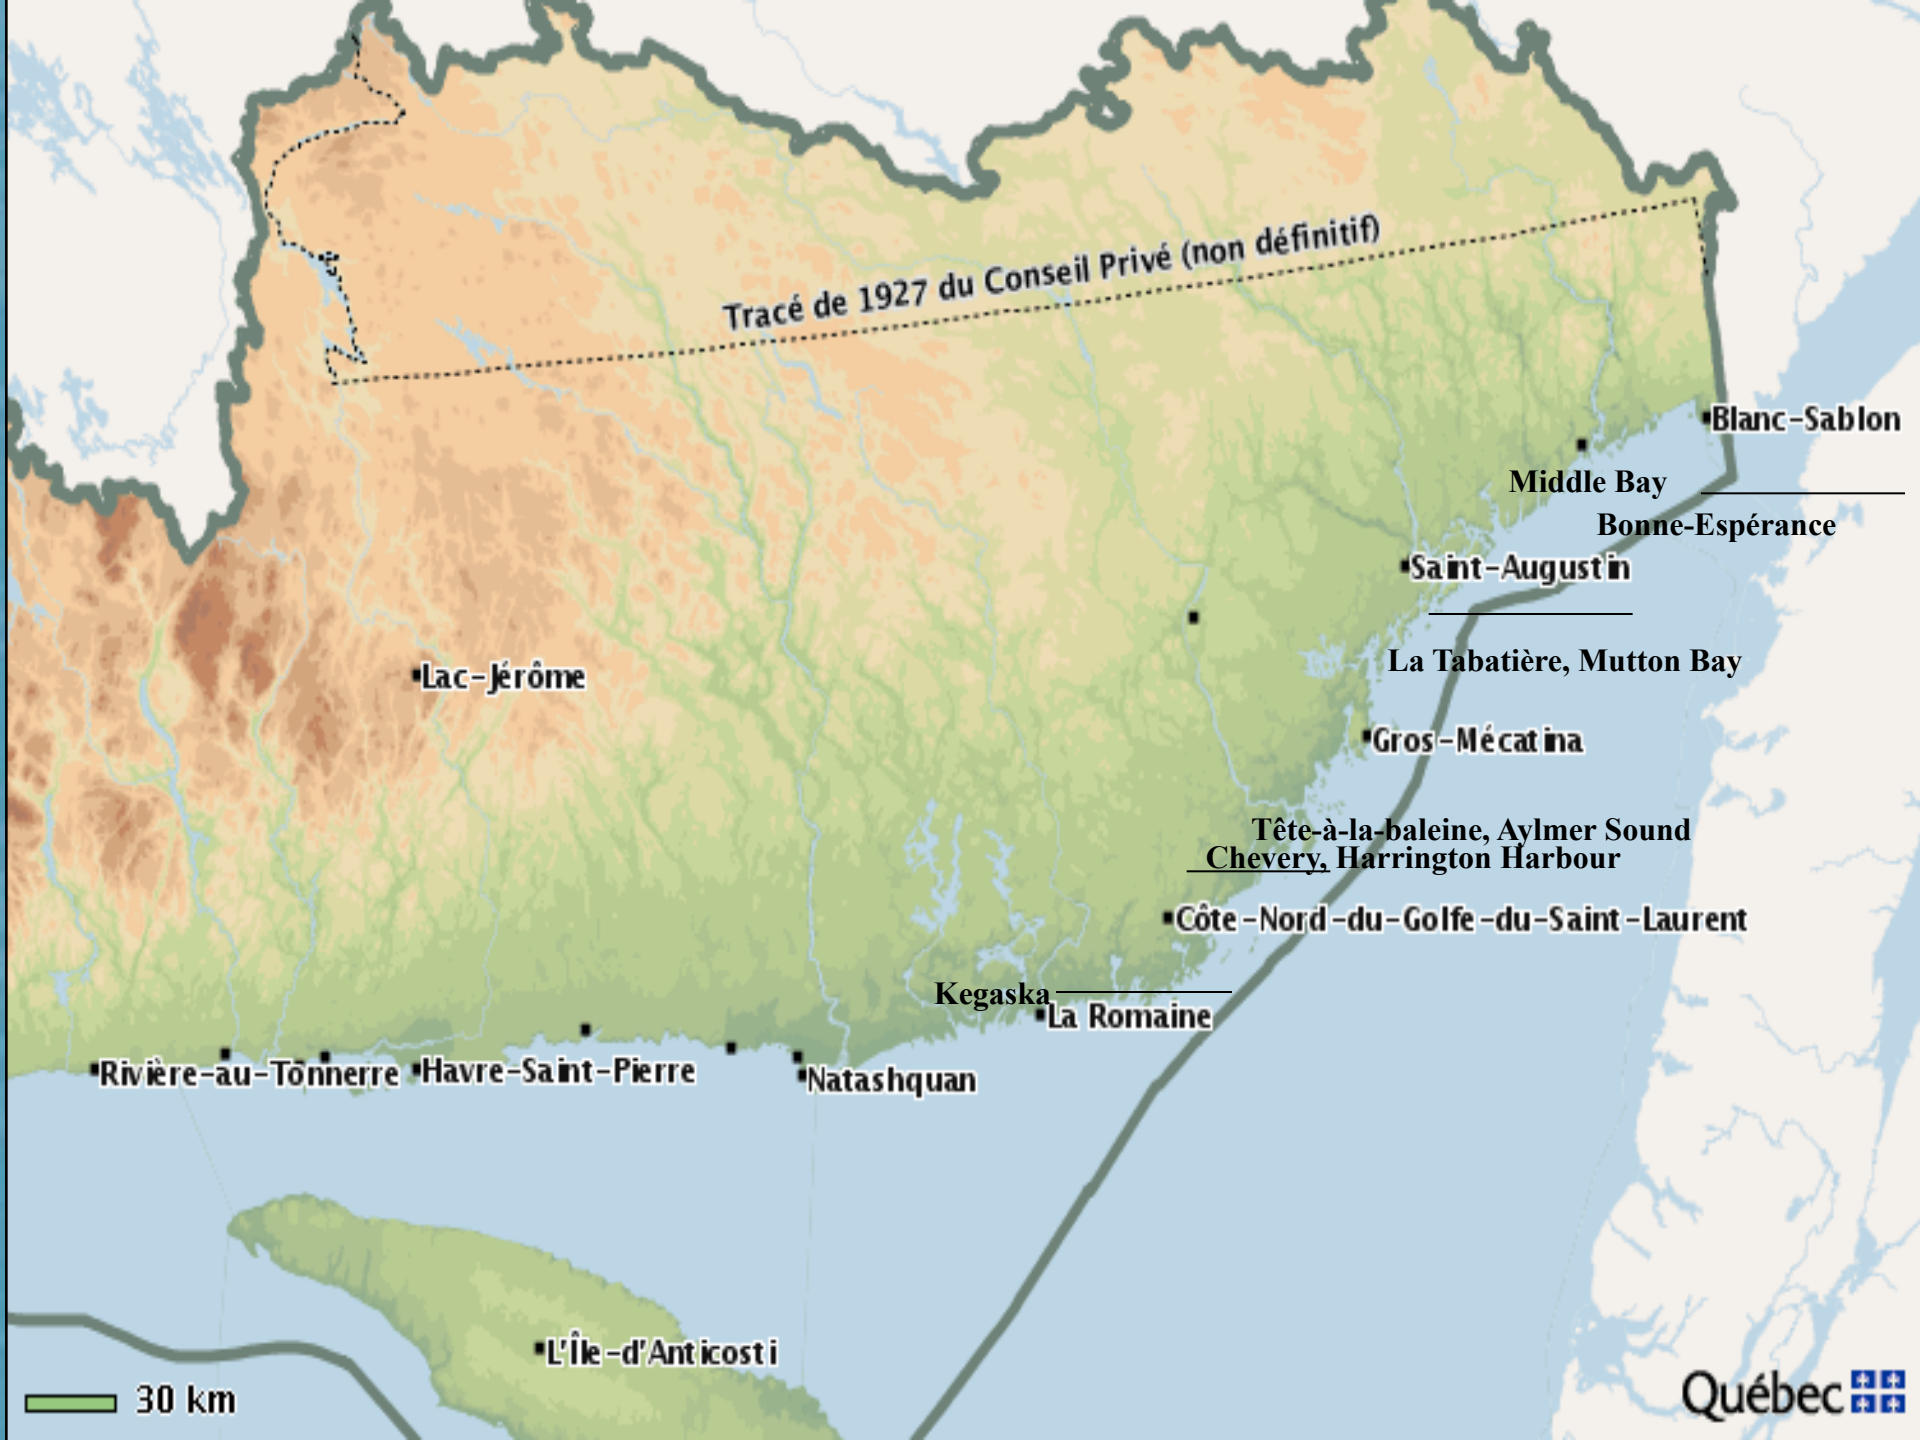 Tracé de 1927 du Conseil Privé (non définitif)
Blanc-Sablon
Middle Bay
Bonne-Espérance
Saint-Augustin
La Tabatière, Mutton Bay
Lac-Jérôme
Gros-Mécatina
Tête-à-la-baleine, Aylmer Sound
Chevery, Harrington Harbour
Côte-Nord-du-Golfe-du-Saint-Laurent
Kegaska
La Romaine
Rivière-au-Tonnerre
Havre-Saint-Pierre
Natashquan
L'Île-d'Anticosti
30 km
Québec